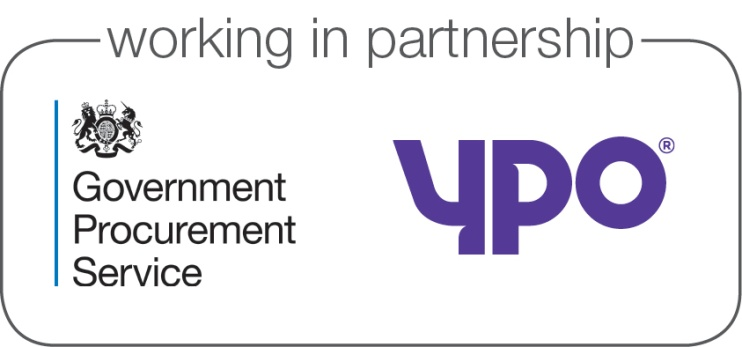 working in partnership
Government
Procurement
Service
ypo®